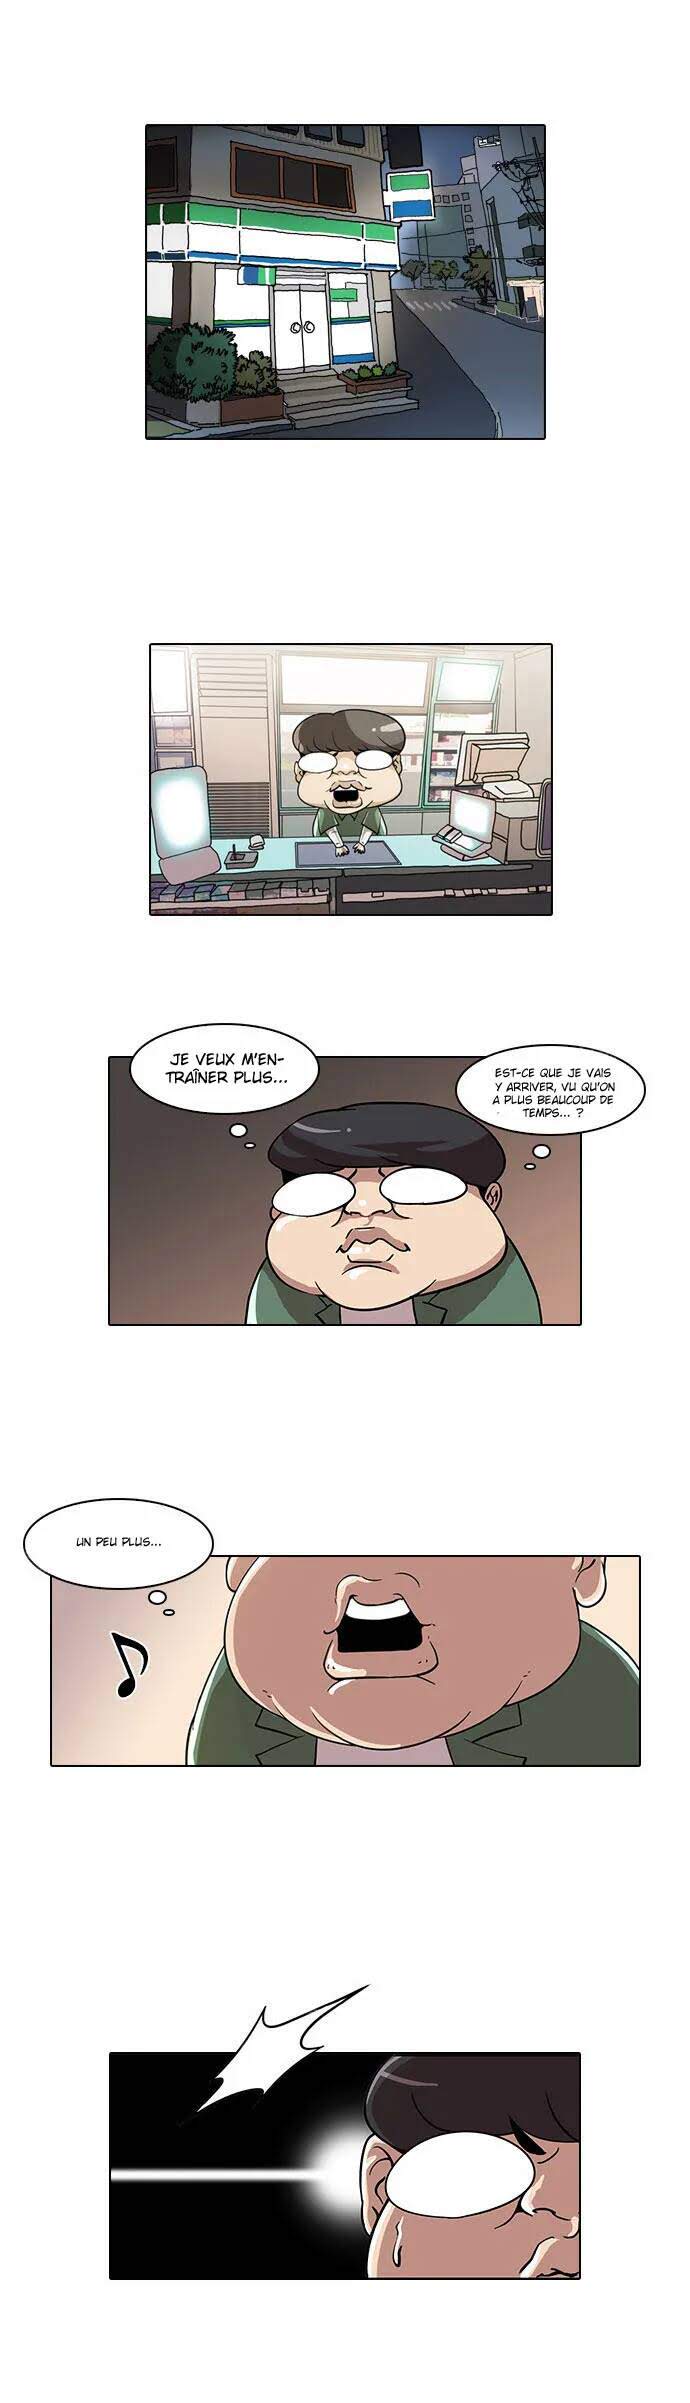 JE VEUX M'EN-
TRAÎNER PLUS...
EST-CE QUE JE VAIS
Y ARRIVER, VU QU'ON
A PLUS BEAUCOUP DE
TEMPS... ?
UN PEU PLUS...